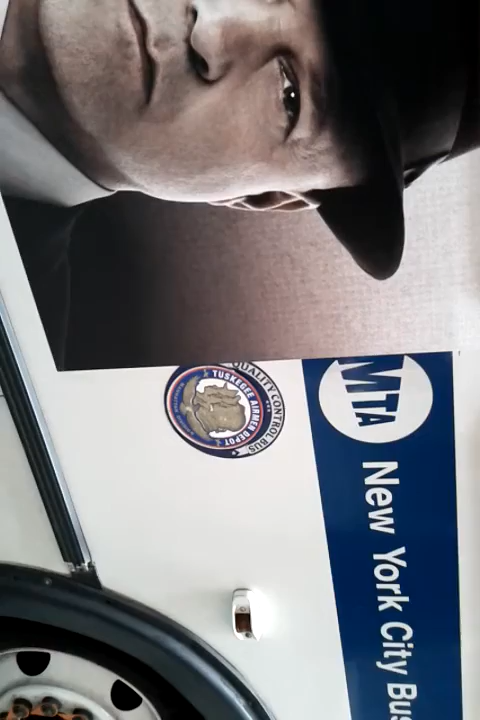 MTA
New York City Bus
QUALITY CONTROL BUS
TUSKEGEE AIRMEN DEPOT